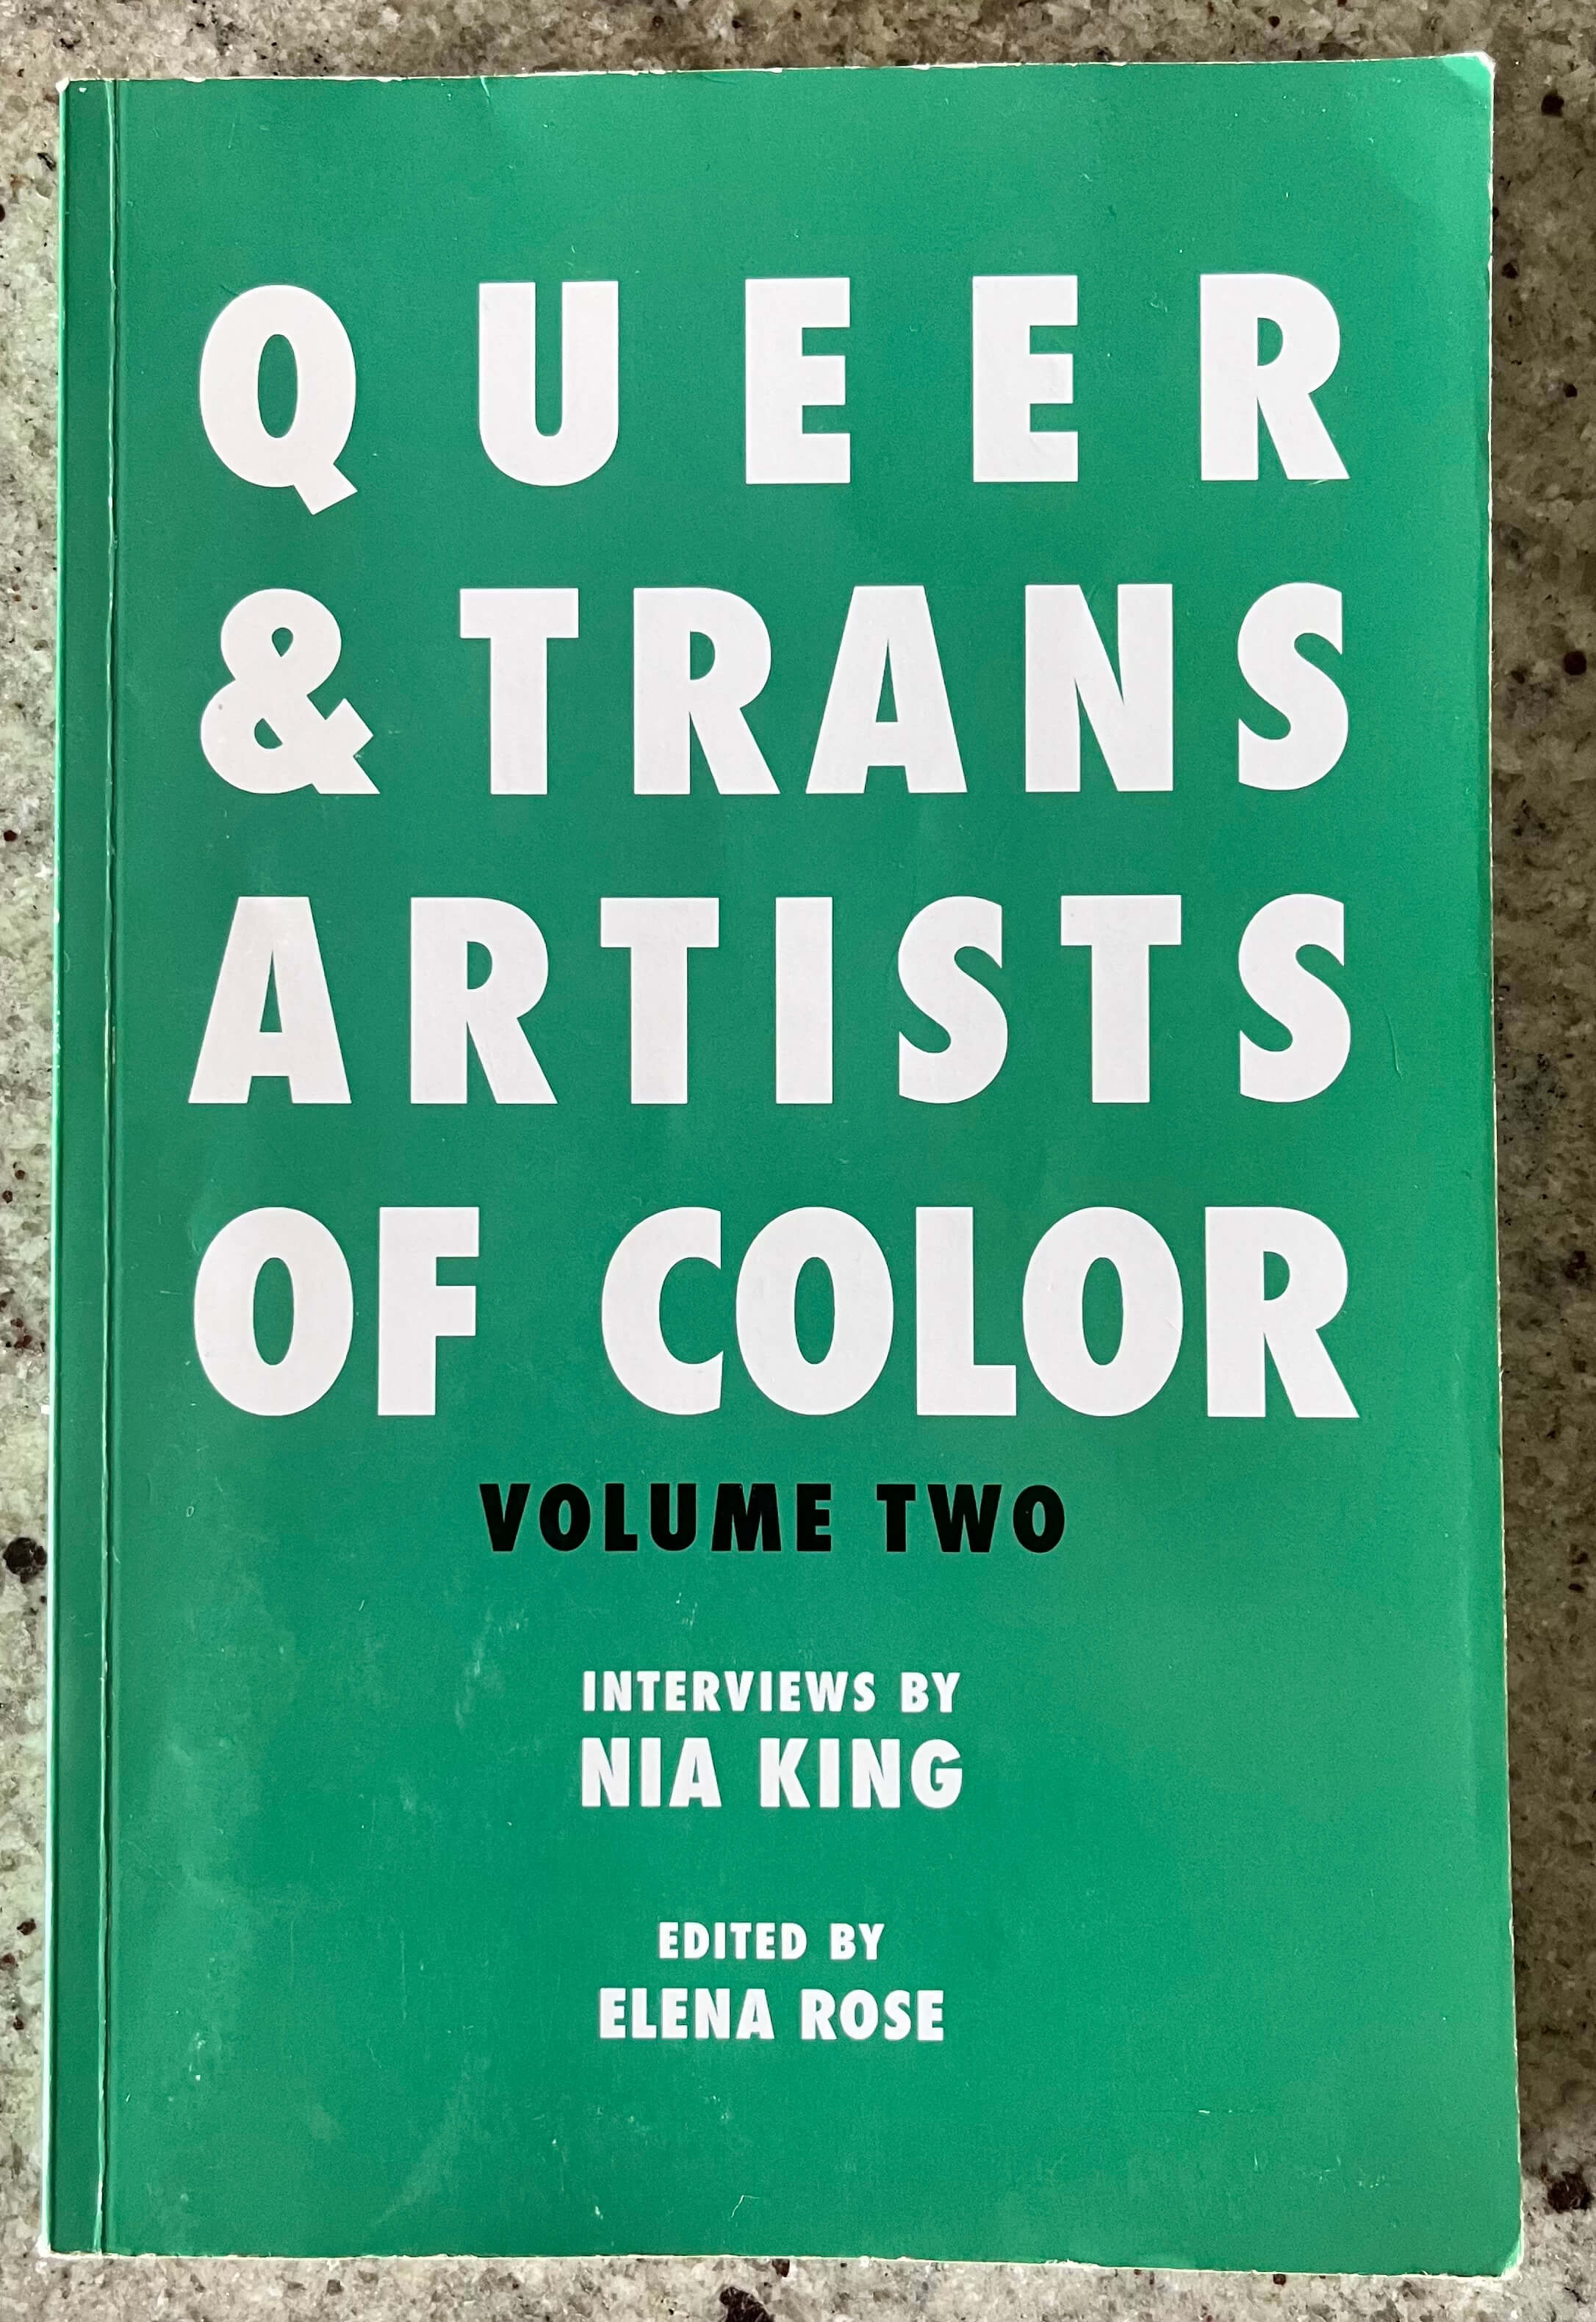 QUEER
& TRANS
ARTISTS
OF COLOR
VOLUME TWO
INTERVIEWS BY
NIA KING
EDITED BY
ELENA ROSE